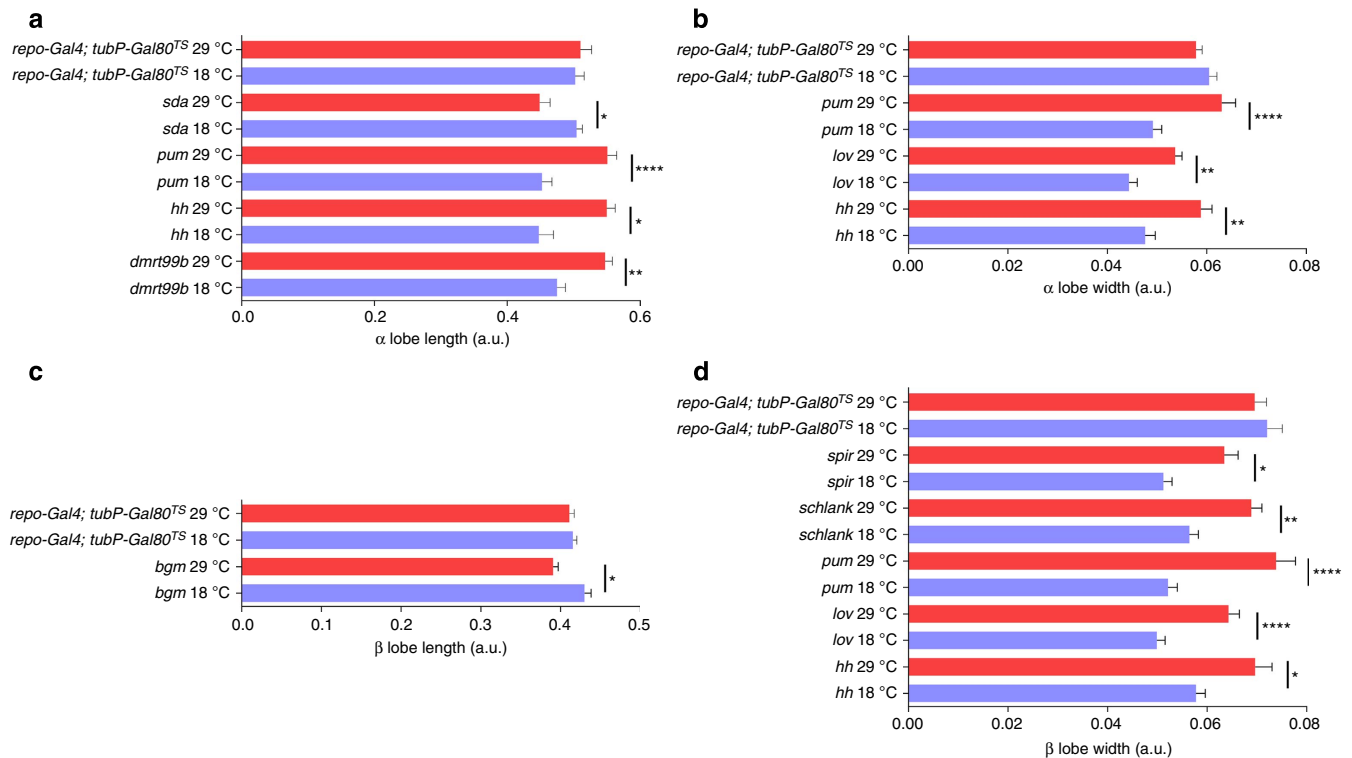 a
repo-Gal4; tubP-Gal80TS 29 °C
repo-Gal4; tubP-Gal80TS 18 °C
sda 29 °C
*
sda 18 °C
pum 29 °C
****
pum 18 °C
hh 29 °C
*
hh 18 °C
dmrt99b 29 °C
**
dmrt99b 18 °C
0.0 0.2 0.4 0.6
α lobe length (a.u.)
b
repo-Gal4; tubP-Gal80TS 29 °C
repo-Gal4; tubP-Gal80TS 18 °C
pum 29 °C
****
pum 18 °C
lov 29 °C
**
lov 18 °C
hh 29 °C
**
hh 18 °C
0.00 0.02 0.04 0.06 0.08
α lobe width (a.u.)
c
repo-Gal4; tubP-Gal80TS 29 °C
repo-Gal4; tubP-Gal80TS 18 °C
bgm 29 °C
*
bgm 18 °C
0.0 0.1 0.2 0.3 0.4 0.5
β lobe length (a.u.)
d
repo-Gal4; tubP-Gal80TS 29 °C
repo-Gal4; tubP-Gal80TS 18 °C
spir 29 °C
*
spir 18 °C
schlank 29 °C
**
schlank 18 °C
pum 29 °C
****
pum 18 °C
lov 29 °C
****
lov 18 °C
hh 29 °C
*
hh 18 °C
0.00 0.02 0.04 0.06 0.08
β lobe width (a.u.)